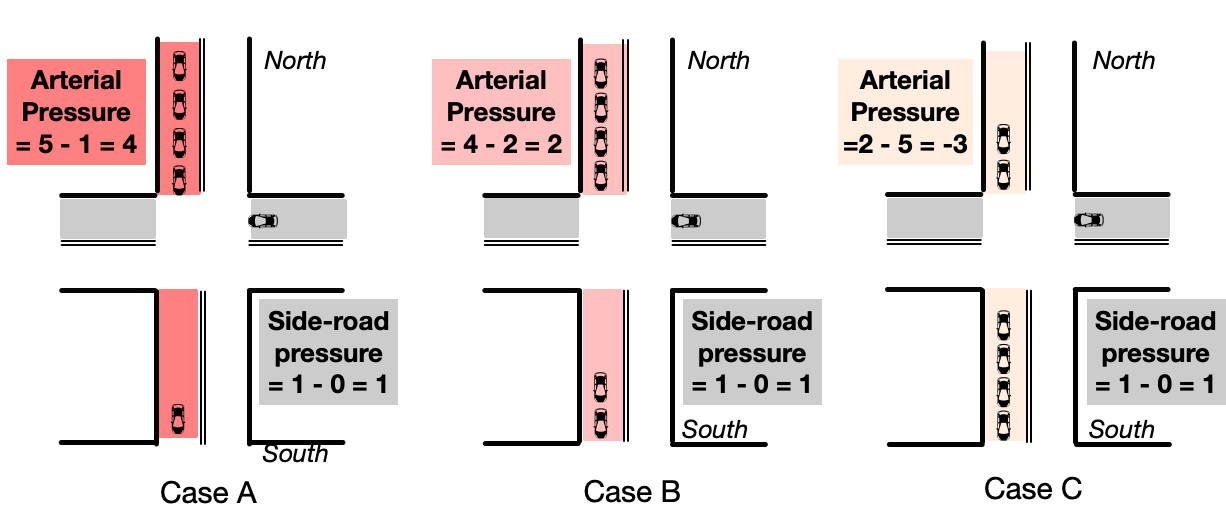 North
Arterial
Pressure
= 5 - 1 = 4
Side-road
pressure
= 1 - 0 = 1
South
Case A
North
Arterial
Pressure
= 4 - 2 = 2
Side-road
pressure
= 1 - 0 = 1
South
Case B
North
Arterial
Pressure
=2 - 5 = -3
Side-road
pressure
= 1 - 0 = 1
South
Case C